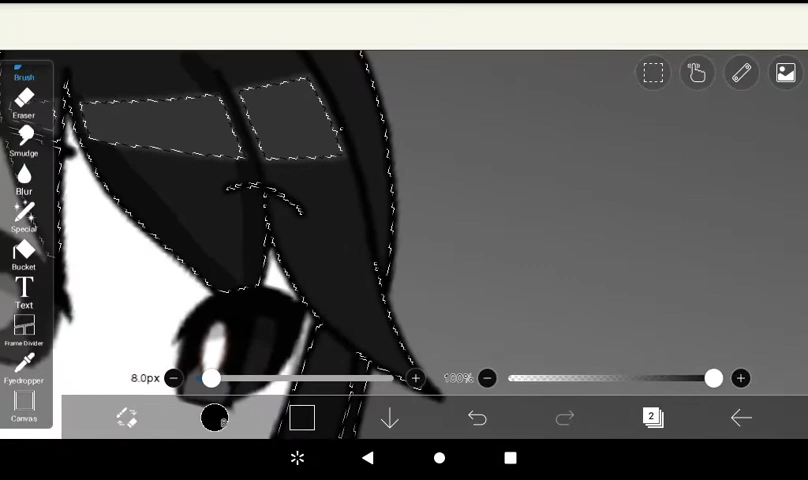 Brush
Eraser
Smudge
Blur
Special
Bucket
Text
Frame Divider
Eyedropper
Canvas
8.0px
100%
2